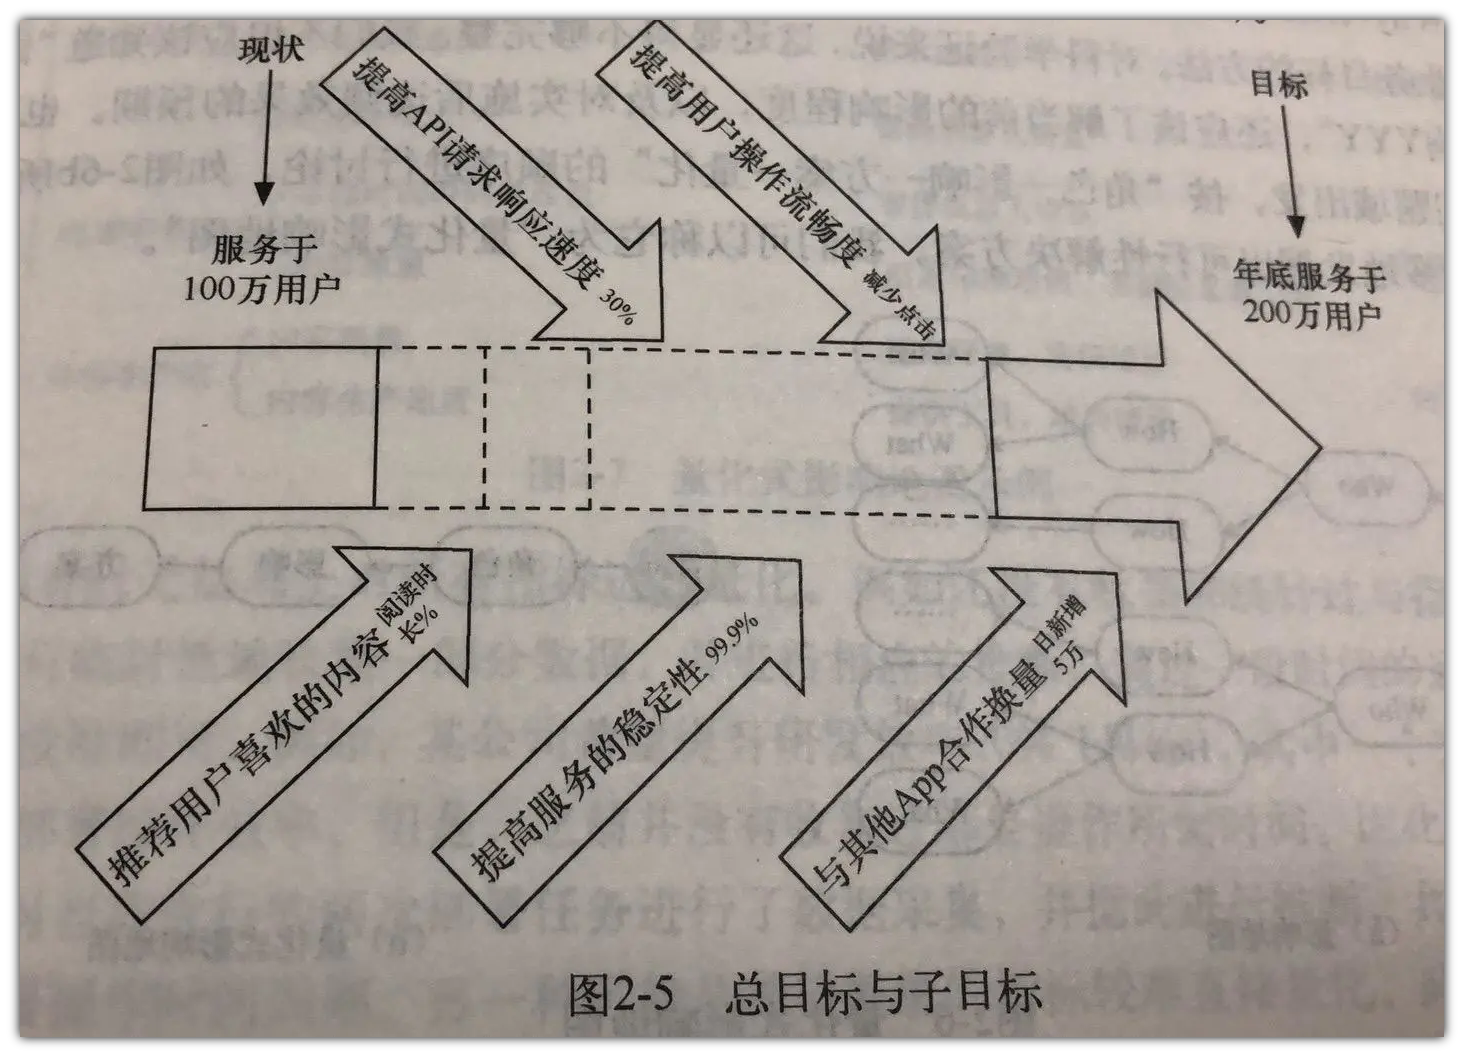 现状
服务于
100万用户
提高API请求响应速度 30%
提高用户操作流畅度 减少点击
目标
年底服务于
200万用户
推荐用户喜欢的内容 阅读时
长%
提高服务的稳定性 99.9%
与其他App合作换量 日新增
5万
图2-5 总目标与子目标